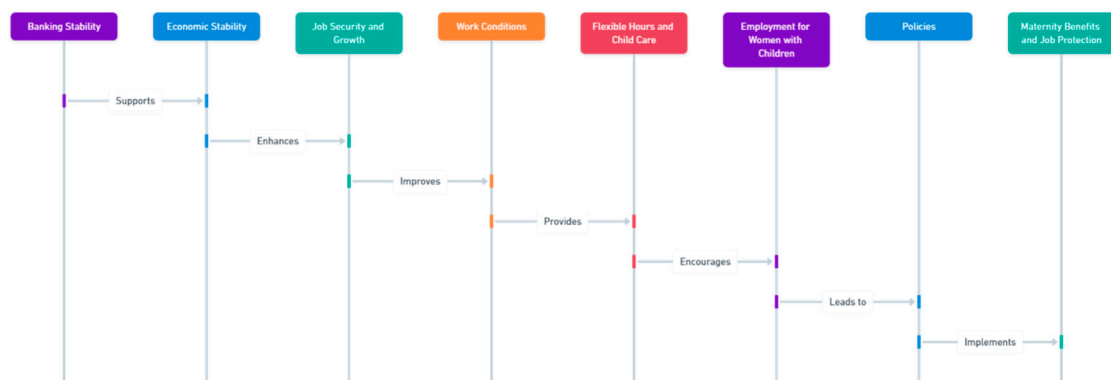 Banking Stability
Economic Stability
Job Security and
Growth
Work Conditions
Flexible Hours and
Child Care
Employment for
Women with
Children
Policies
Maternity Benefits
and Job Protection
Supports
Enhances
Improves
Provides
Encourages
Leads to
Implements